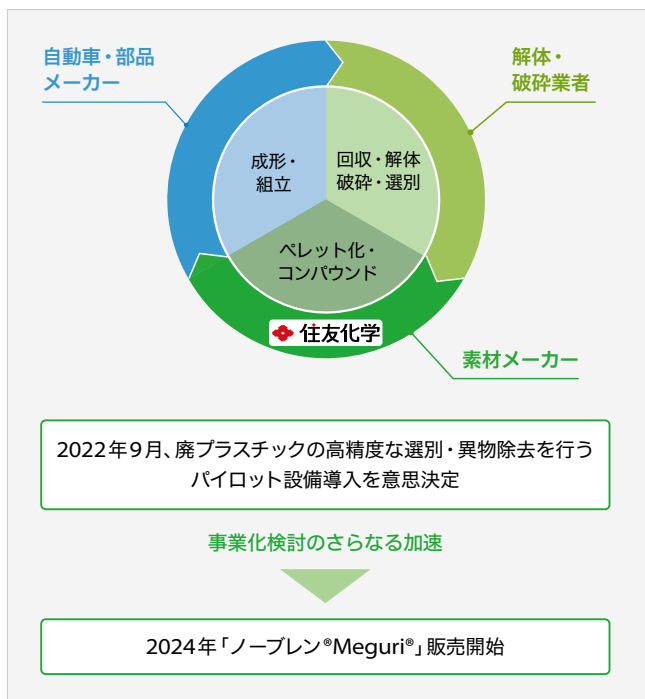 自動車・部品
メーカー
解体・
破砕業者
成形・
組立
回収・解体
破砕・選別
ペレット化・
コンパウンド
住友化学
素材メーカー
2022年9月、廃プラスチックの高精度な選別・異物除去を行う
パイロット設備導入を意思決定
事業化検討のさらなる加速
2024年「ノーブレン®Meguri®」販売開始